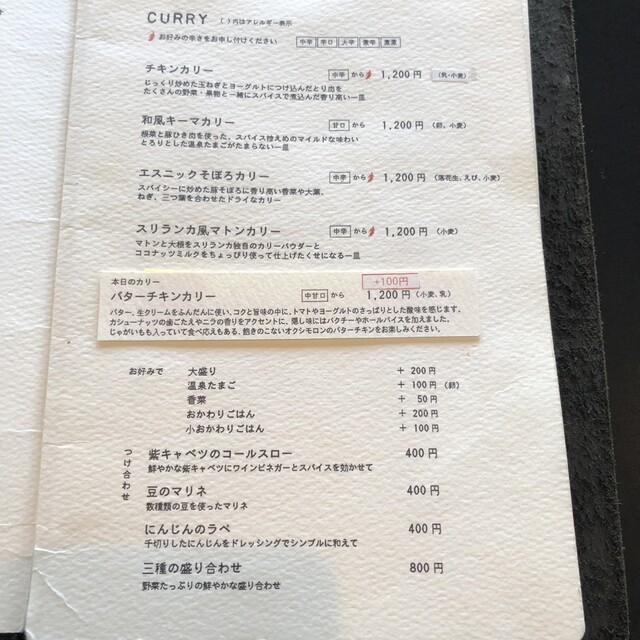 CURRY ( )内はアレルギー表示
お好みの辛さをお申し付けください 中辛 辛口 大辛 激辛 激葉
チキンカリー 中辛 から 1,200円 (乳・小麦)
じっくり炒めた玉ねぎとヨーグルトにつけ込んだとり肉を
たくさんの野菜・果物と一緒にスパイスで煮込んだ香り高い一皿
和風キーマカリー 甘口 から 1,200円 (卵、小麦)
根菜と豚ひき肉を使った、スパイス控えめのマイルドな味わい
とろりとした温泉たまごがたまらない一皿
エスニックそぼろカリー 中辛 から 1,200円 (落花生、えび、小麦)
スパイシーに炒めた豚そぼろに香り高い香菜や大葉、
ねぎ、三つ葉を合わせたドライなカリー
スリランカ風マトンカリー 中辛 から 1,200円 (小麦)
マトンと大根をスリランカ独自のカリーパウダーと
ココナッツミルクをちょっぴり使って仕上げたくせになる一皿
本日のカリー +100円
バターチキンカリー 中甘口 から 1,200円 (小麦、乳)
バター、生クリームをふんだんに使い、コクと旨味の中に、トマトやヨーグルトのさっぱりとした酸味を感じます。
カシューナッツの歯ごたえやニラの香りをアクセントに、隠し味にはパクチーやホールスパイスを加えました。
じゃがいもも入っていて食べ応えもある、飽きのこないオクシモロンのバターチキンをお楽しみください。
お好みで 大盛り + 200円
温泉たまご + 100円 (卵)
香菜 + 50円
おかわりごはん + 200円
小おかわりごはん + 100円
つけ合わせ
紫キャベツのコールスロー 400円
鮮やかな紫キャベツにワインビネガーとスパイスを効かせて
豆のマリネ 400円
数種類の豆を使ったマリネ
にんじんのラペ 400円
千切りしたにんじんをドレッシングでシンプルに和えて
三種の盛り合わせ 800円
野菜たっぷりの鮮やかな盛り合わせ